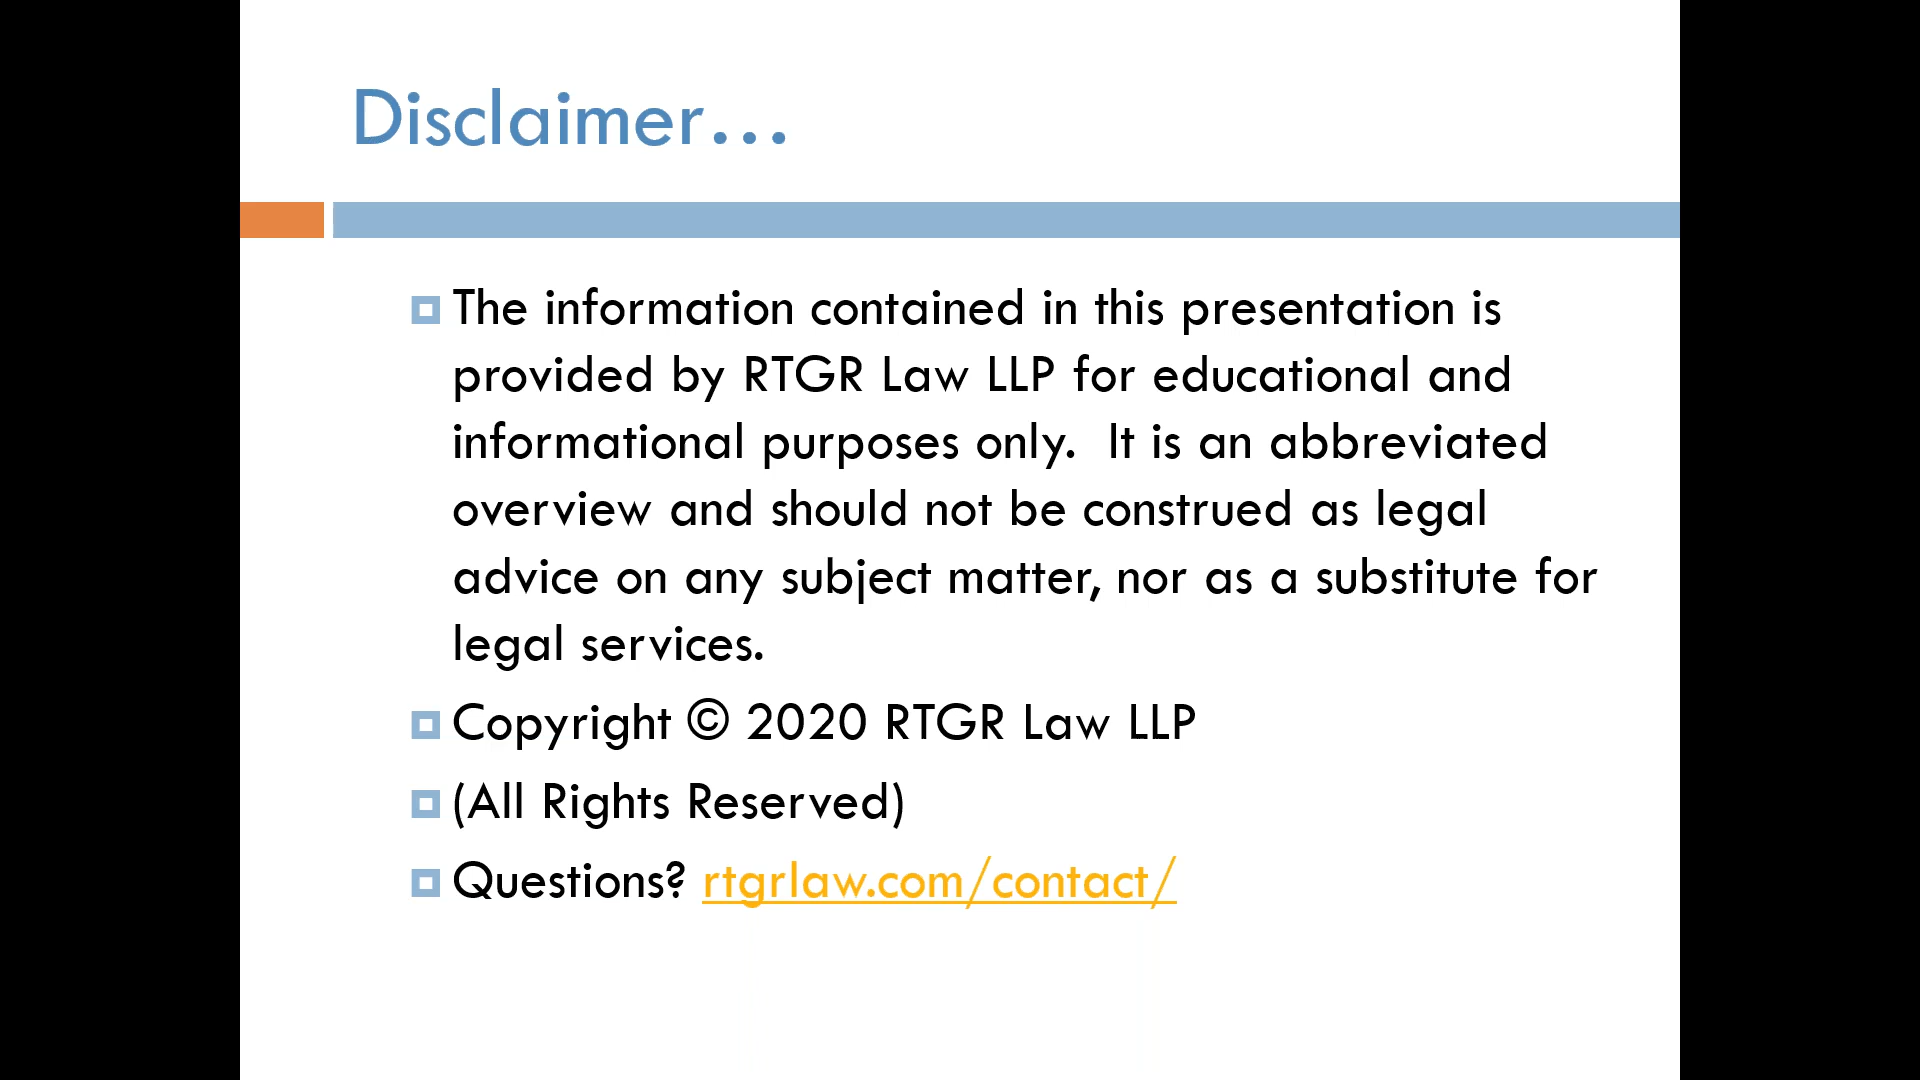 Disclaimer…
The information contained in this presentation is
provided by RTGR Law LLP for educational and
informational purposes only.  It is an abbreviated
overview and should not be construed as legal
advice on any subject matter, nor as a substitute for
legal services.
Copyright © 2020 RTGR Law LLP
(All Rights Reserved)
Questions? rtgrlaw.com/contact/